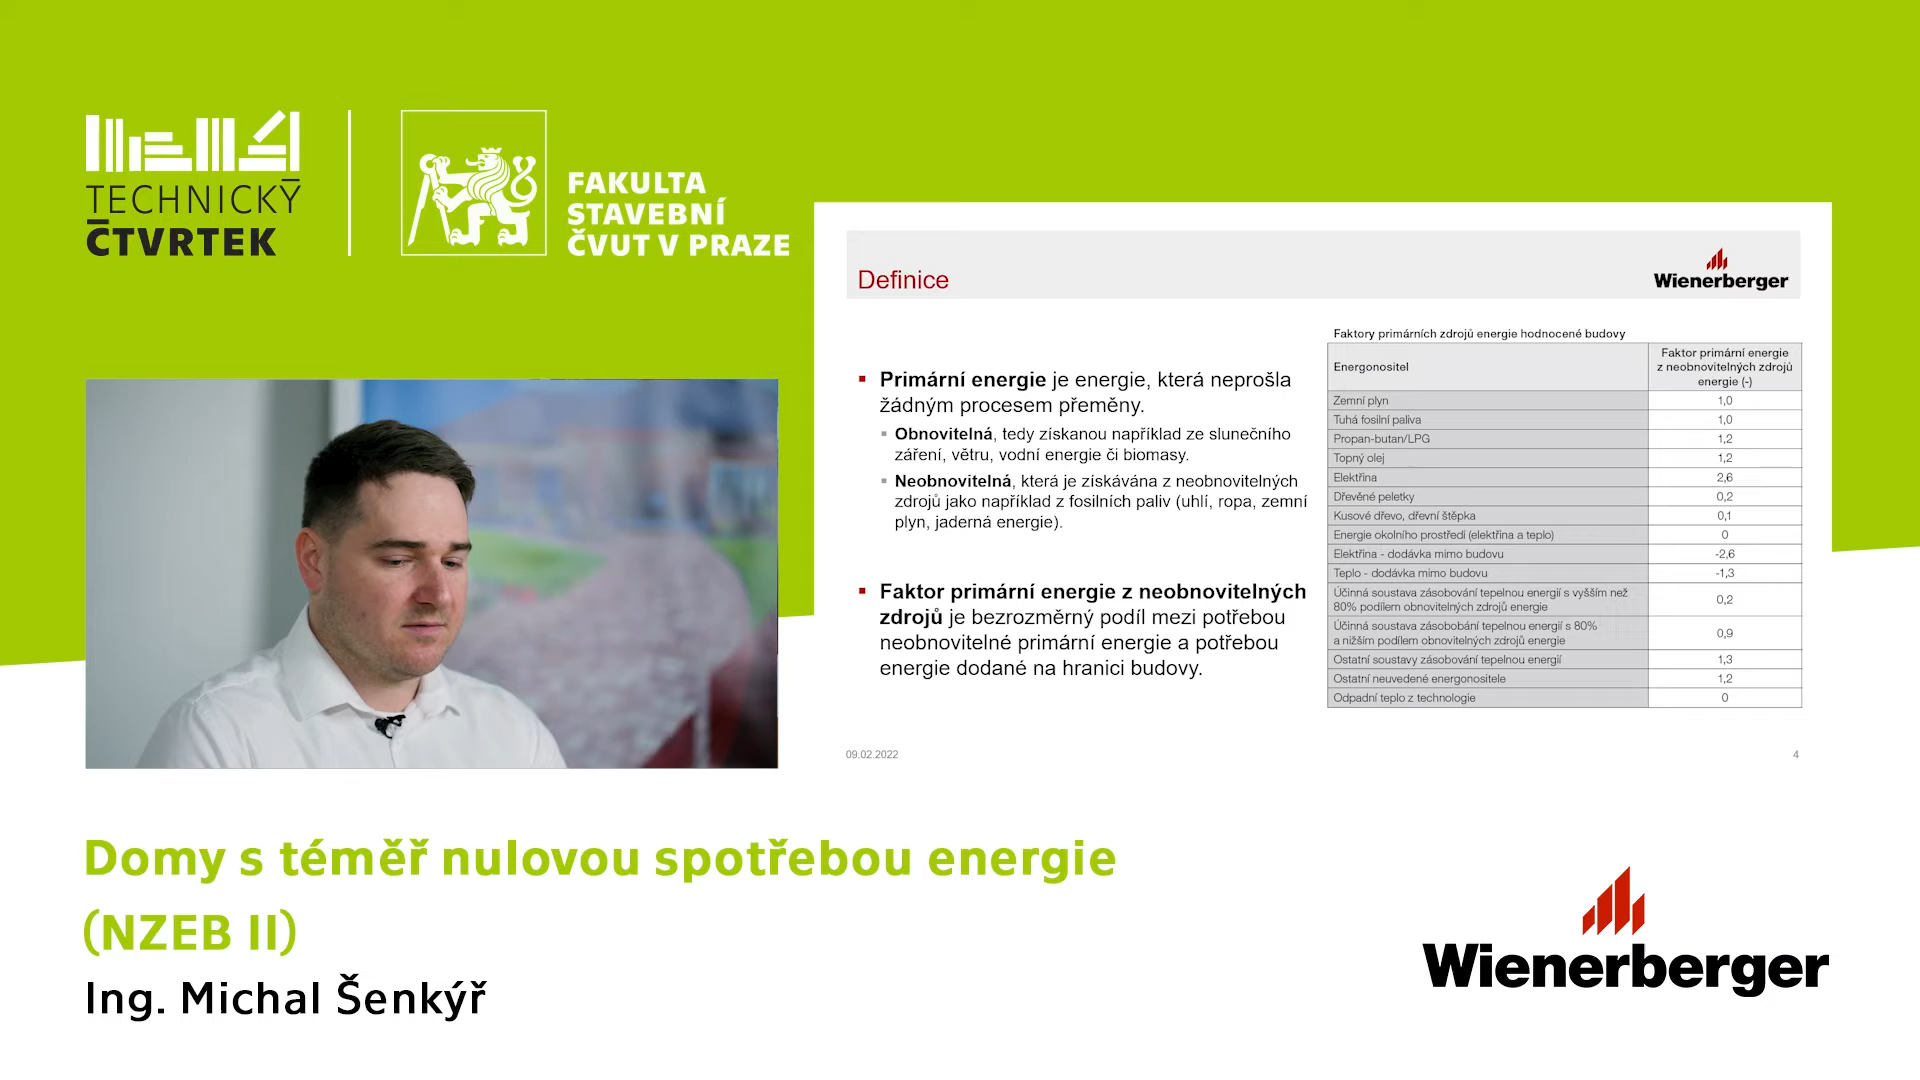 TECHNICKÝ
ČTVRTEK
FAKULTA
STAVEBNÍ
ČVUT V PRAZE
Definice
Wienerberger
Primární energie je energie, která neprošla
žádným procesem přeměny.
Obnovitelná, tedy získanou například ze slunečního
záření, větru, vodní energie či biomasy.
Neobnovitelná, která je získávána z neobnovitelných
zdrojů jako například z fosilních paliv (uhlí, ropa, zemní
plyn, jaderná energie).
Faktor primární energie z neobnovitelných
zdrojů je bezrozměrný podíl mezi potřebou
neobnovitelné primární energie a potřebou
energie dodané na hranici budovy.
Faktory primárních zdrojů energie hodnocené budovy
Energonositel
Faktor primární energie
z neobnovitelných zdrojů
energie (-)
Zemní plyn 1,0
Tuhá fosilní paliva 1,0
Propan-butan/LPG 1,2
Topný olej 1,2
Elektřina 2,6
Dřevěné peletky 0,2
Kusové dřevo, dřevní štěpka 0,1
Energie okolního prostředí (elektřina a teplo) 0
Elektřina - dodávka mimo budovu -2,6
Teplo - dodávka mimo budovu -1,3
Účinná soustava zásobování tepelnou energií s vyšším než
80% podílem obnovitelných zdrojů energie 0,2
Účinná soustava zásobobání tepelnou energií s 80%
a nižším podílem obnovitelných zdrojů energie 0,9
Ostatní soustavy zásobování tepelnou energií 1,3
Ostatní neuvedené energonositele 1,2
Odpadní teplo z technologie 0
09.02.2022
4
Domy s téměř nulovou spotřebou energie
(NZEB II)
Ing. Michal Šenkýř
Wienerberger